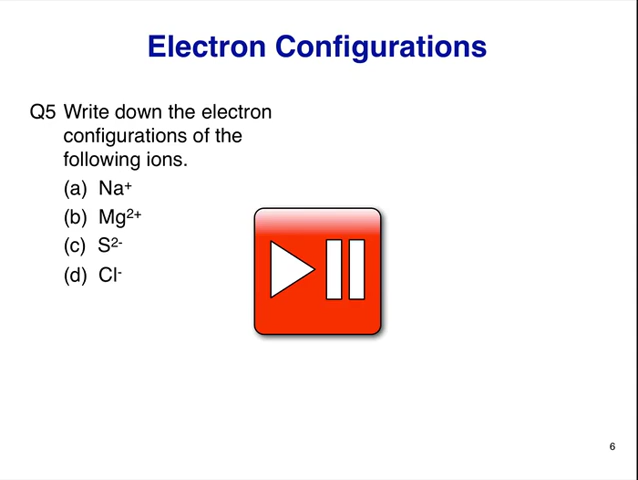 Electron Configurations
Q5 Write down the electron
configurations of the
following ions.
(a) Na⁺
(b) Mg²⁺
(c) S²⁻
(d) Cl⁻
6